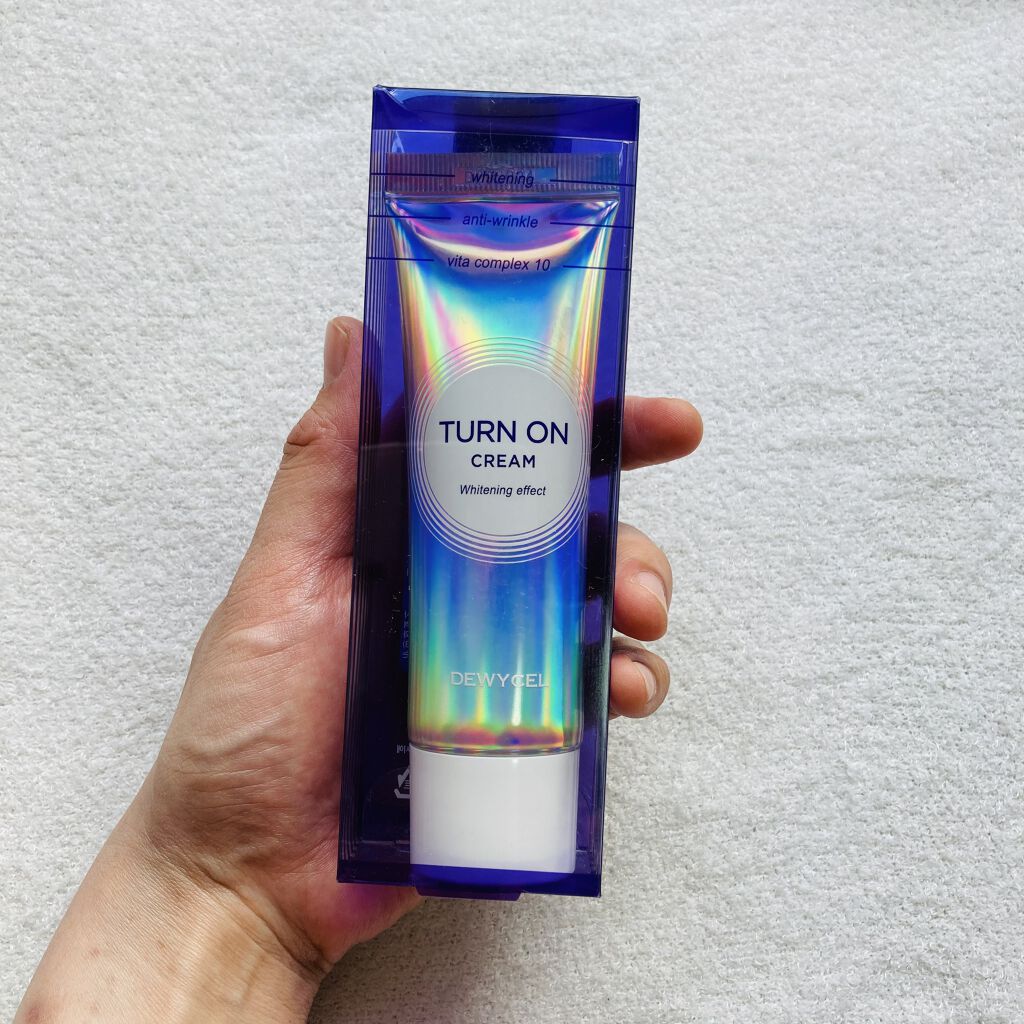 whitening
anti-wrinkle
vita complex 10
TURN ON
CREAM
Whitening effect
DEWYCEL